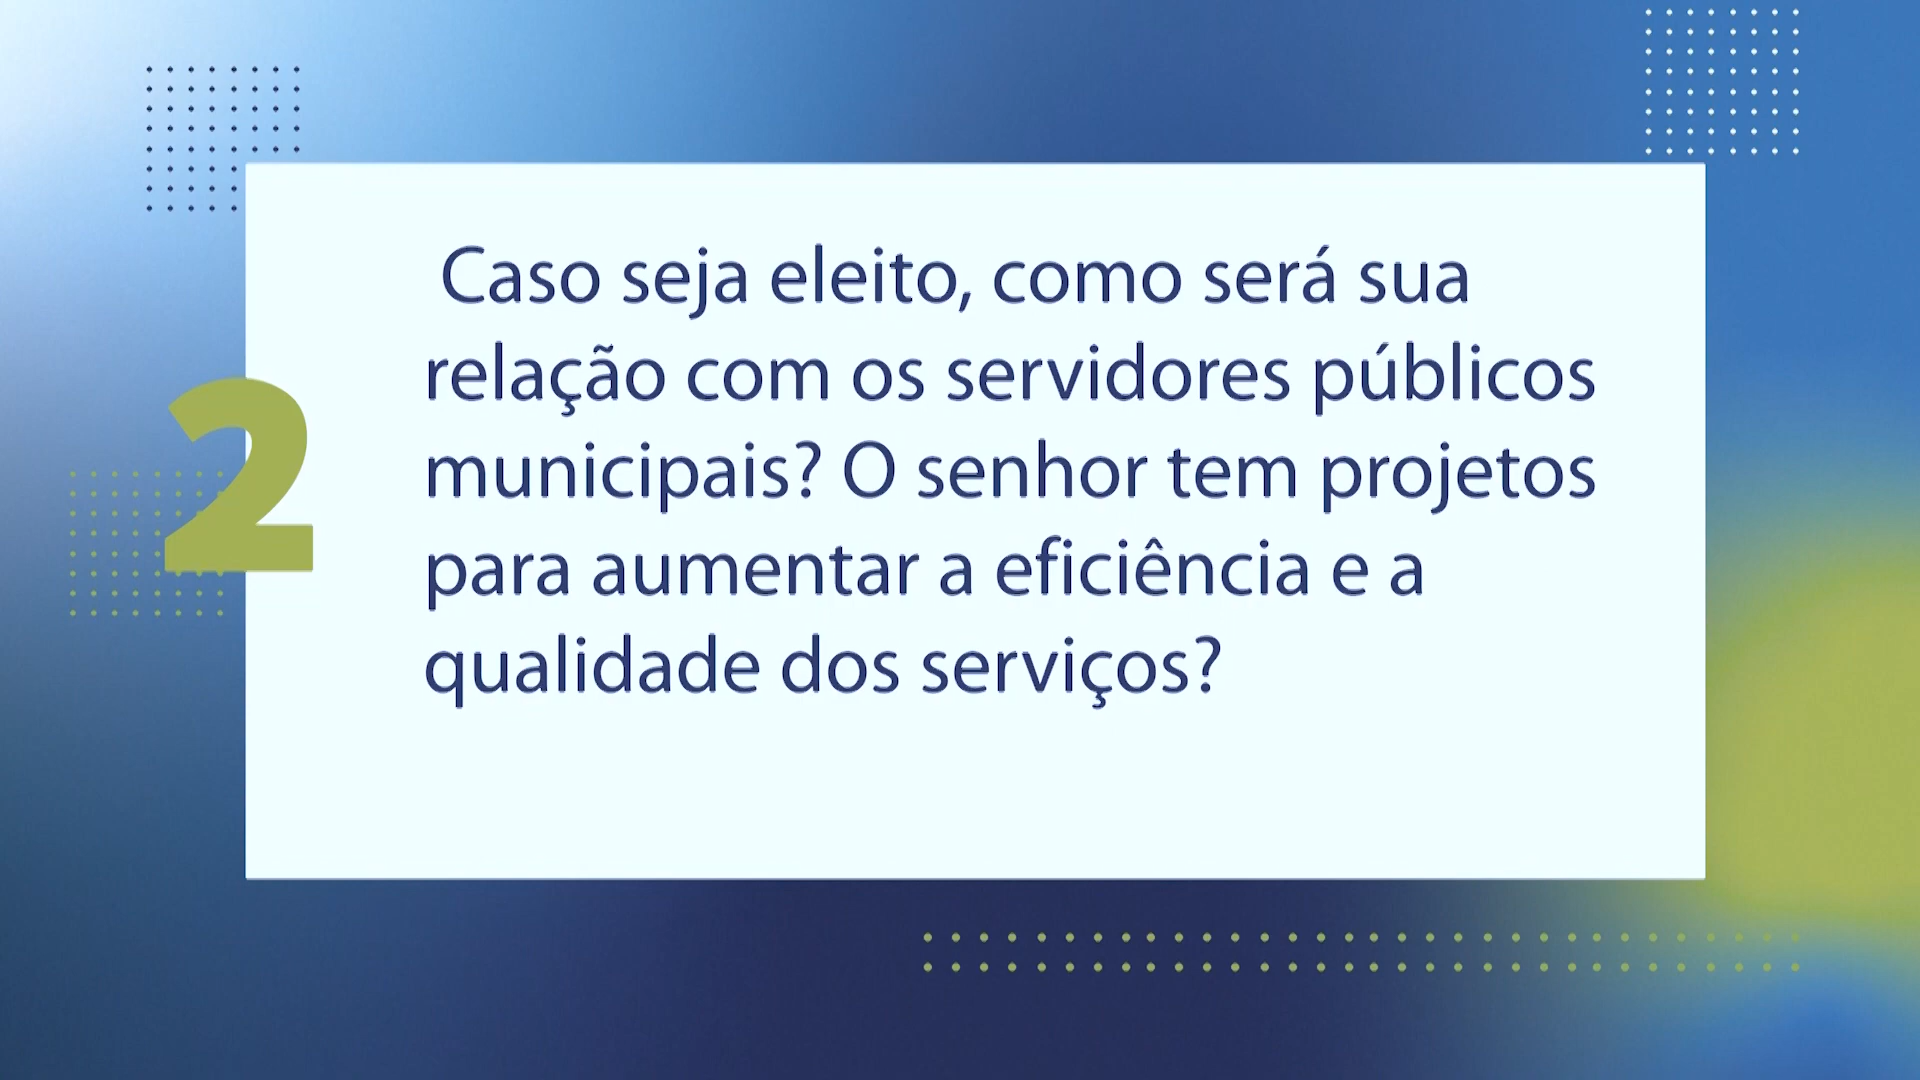 2
Caso seja eleito, como será sua
relação com os servidores públicos
municipais? O senhor tem projetos
para aumentar a eficiência e a
qualidade dos serviços?